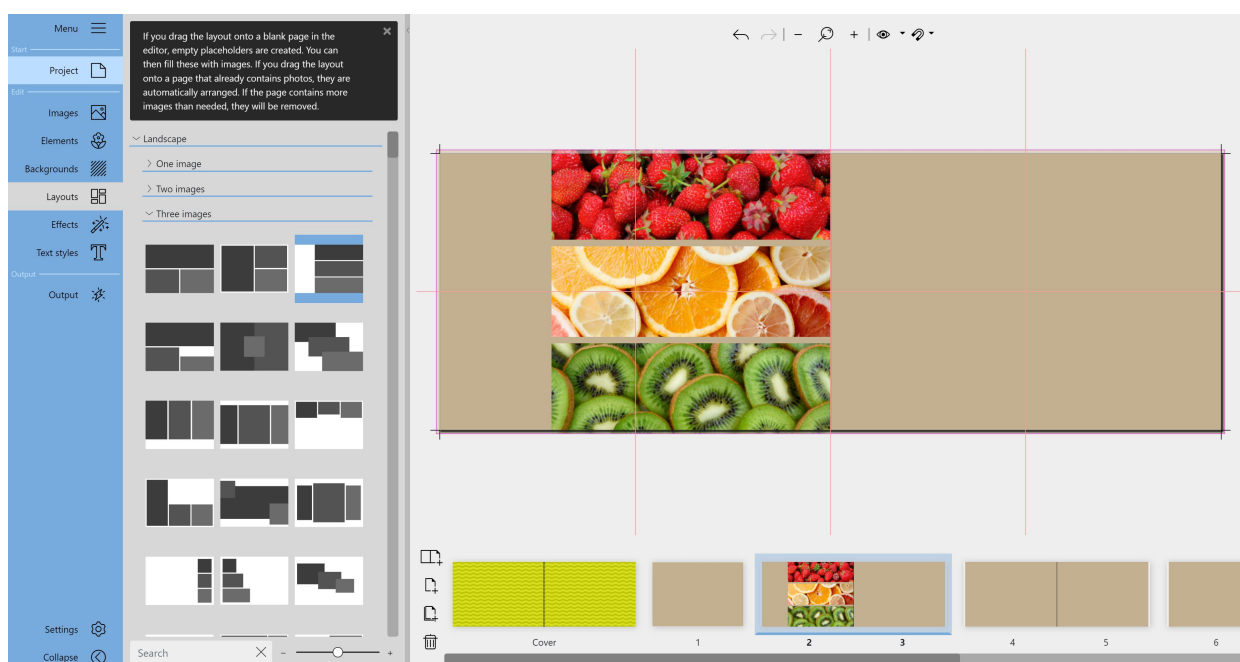 Menu
Start
Project
Edit
Images
Elements
Backgrounds
Layouts
Effects
Text styles
Output
Output
Settings
Collapse
If you drag the layout onto a blank page in the
editor, empty placeholders are created. You can
then fill these with images. If you drag the layout
onto a page that already contains photos, they are
automatically arranged. If the page contains more
images than needed, they will be removed.
Landscape
One image
Two images
Three images
Search
Cover
1
2
3
4
5
6